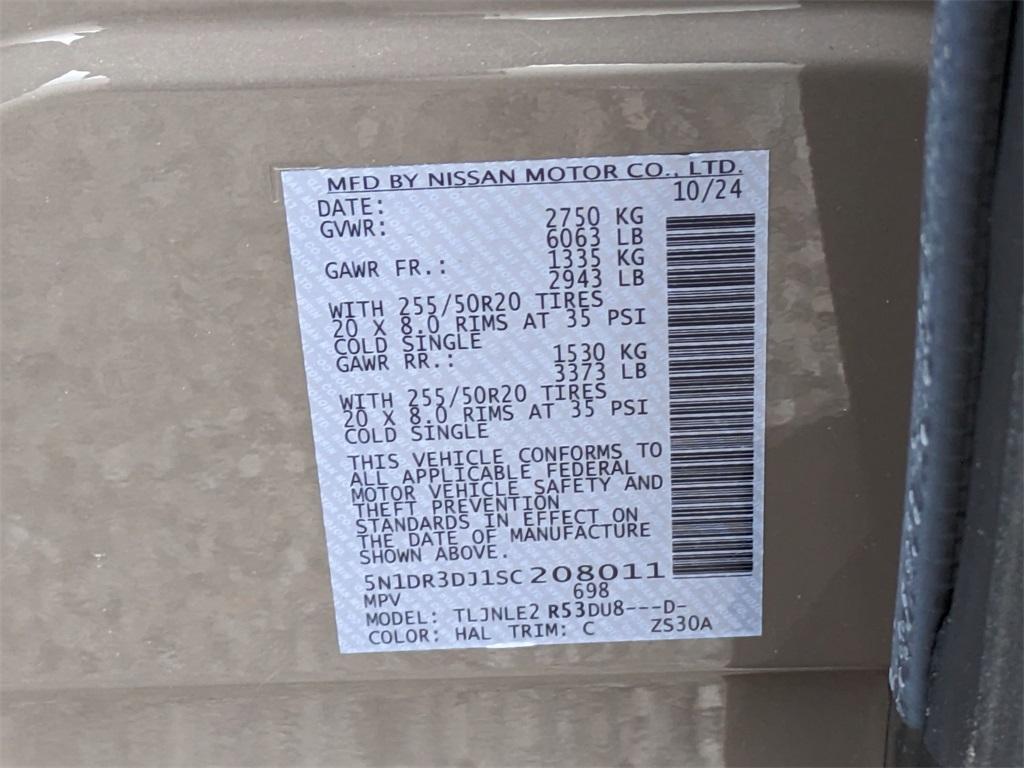 MFD BY NISSAN MOTOR CO., LTD.
DATE: 10/24
GVWR: 2750 KG
6063 LB
GAWR FR.: 1335 KG
2943 LB
WITH 255/50R20 TIRES
20 X 8.0 RIMS AT 35 PSI
COLD SINGLE
GAWR RR.: 1530 KG
3373 LB
WITH 255/50R20 TIRES
20 X 8.0 RIMS AT 35 PSI
COLD SINGLE
THIS VEHICLE CONFORMS TO
ALL APPLICABLE FEDERAL
MOTOR VEHICLE SAFETY AND
THEFT PREVENTION
STANDARDS IN EFFECT ON
THE DATE OF MANUFACTURE
SHOWN ABOVE.
5N1DR3DJ1SC208011
MPV 698
MODEL: TLJNLE2 R53DU8---D-
COLOR: HAL TRIM: C ZS30A